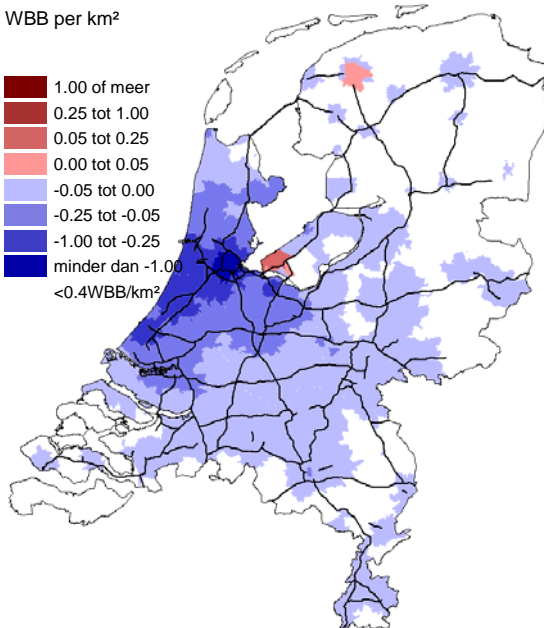 WBB per km²
1.00 of meer
0.25 tot 1.00
0.05 tot 0.25
0.00 tot 0.05
-0.05 tot 0.00
-0.25 tot -0.05
-1.00 tot -0.25
minder dan -1.00
<0.4WBB/km²